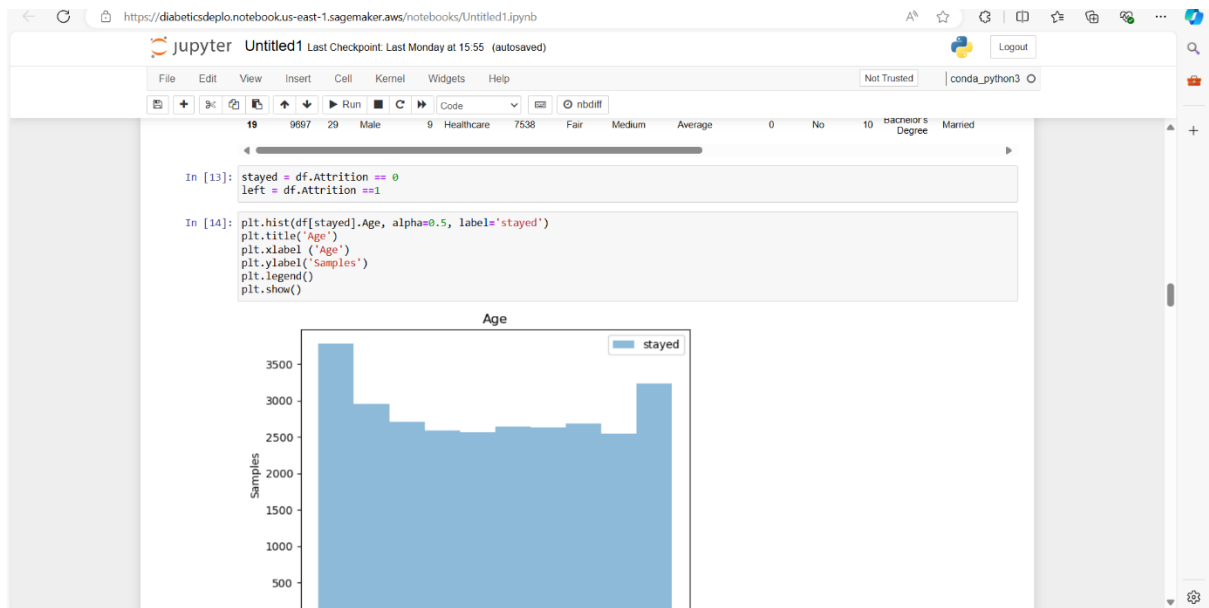 https://diabeticsdeplo.notebook.us-east-1.sagemaker.aws/notebooks/Untitled1.ipynb
jupyter Untitled1 Last Checkpoint: Last Monday at 15:55 (autosaved)
Logout
File Edit View Insert Cell Kernel Widgets Help
Not Trusted conda_python3
Run Code nbdiff
19 9697 29 Male 9 Healthcare 7538 Fair Medium Average 0 No 10 Bachelor's Degree Married
In [13]: stayed = df.Attrition == 0
left = df.Attrition ==1
In [14]: plt.hist(df[stayed].Age, alpha=0.5, label='stayed')
plt.title('Age')
plt.xlabel ('Age')
plt.ylabel('Samples')
plt.legend()
plt.show()
Age
stayed
3500
3000
2500
2000
1500
1000
500
Samples